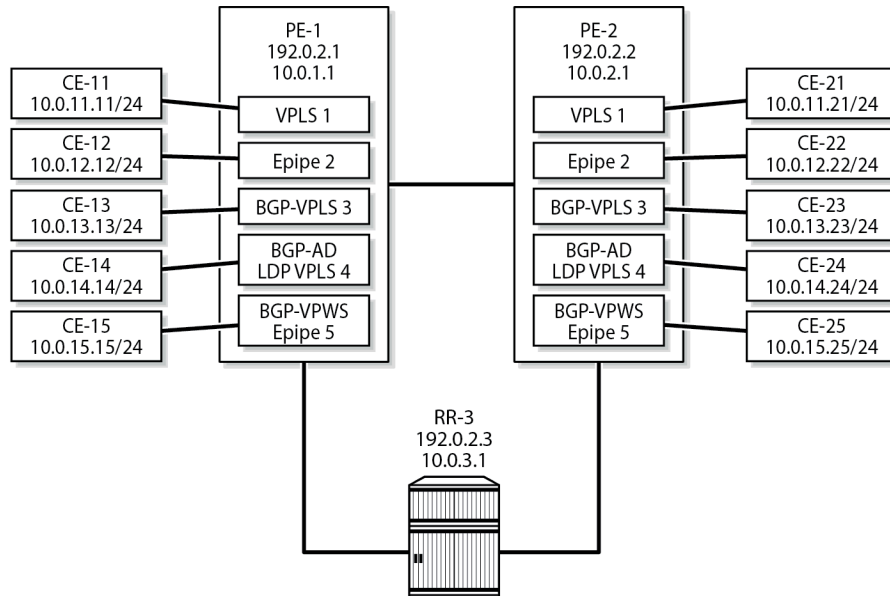 PE-1
192.0.2.1
10.0.1.1
PE-2
192.0.2.2
10.0.2.1
CE-11
10.0.11.11/24
CE-12
10.0.12.12/24
CE-13
10.0.13.13/24
CE-14
10.0.14.14/24
CE-15
10.0.15.15/24
VPLS 1
Epipe 2
BGP-VPLS 3
BGP-AD
LDP VPLS 4
BGP-VPWS
Epipe 5
VPLS 1
Epipe 2
BGP-VPLS 3
BGP-AD
LDP VPLS 4
BGP-VPWS
Epipe 5
CE-21
10.0.11.21/24
CE-22
10.0.12.22/24
CE-23
10.0.13.23/24
CE-24
10.0.14.24/24
CE-25
10.0.15.25/24
RR-3
192.0.2.3
10.0.3.1